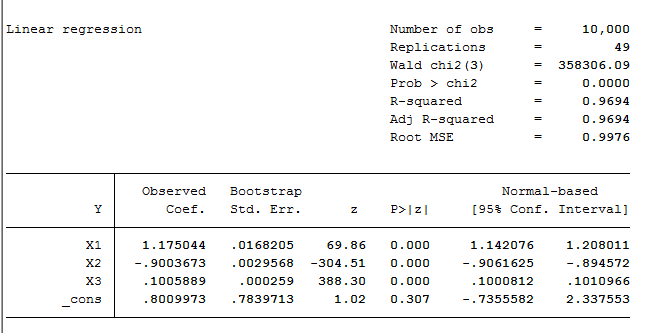 Linear regression Number of obs = 10,000
Replications = 49
Wald chi2(3) = 358306.09
Prob > chi2 = 0.0000
R-squared = 0.9694
Adj R-squared = 0.9694
Root MSE = 0.9976
Observed Bootstrap Normal-based
Y Coef. Std. Err. z P>|z| [95% Conf. Interval]
X1 1.175044 .0168205 69.86 0.000 1.142076 1.208011
X2 -.9003673 .0029568 -304.51 0.000 -.9061625 -.894572
X3 .1005889 .000259 388.30 0.000 .1000812 .1010966
_cons .8009973 .7839713 1.02 0.307 -.7355582 2.337553